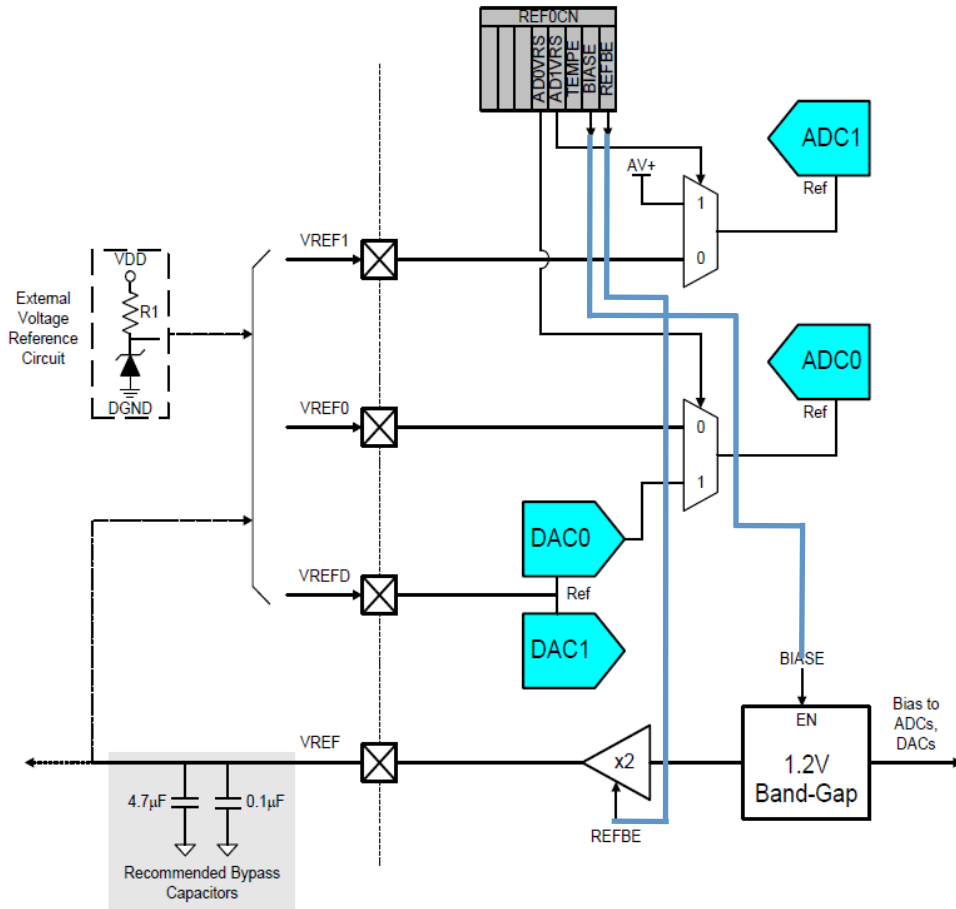 REF0CN
AD0VRS
AD1VRS
TEMPE
BIASE
REFBE
ADC1
AV+
Ref
1
VREF1
0
VDD
External
Voltage
Reference
Circuit
R1
DGND
ADC0
Ref
VREF0
0
1
DAC0
VREFD
Ref
DAC1
BIASE
EN
Bias to
ADCs,
DACs
VREF
x2
1.2V
Band-Gap
4.7µF
0.1µF
REFBE
Recommended Bypass
Capacitors